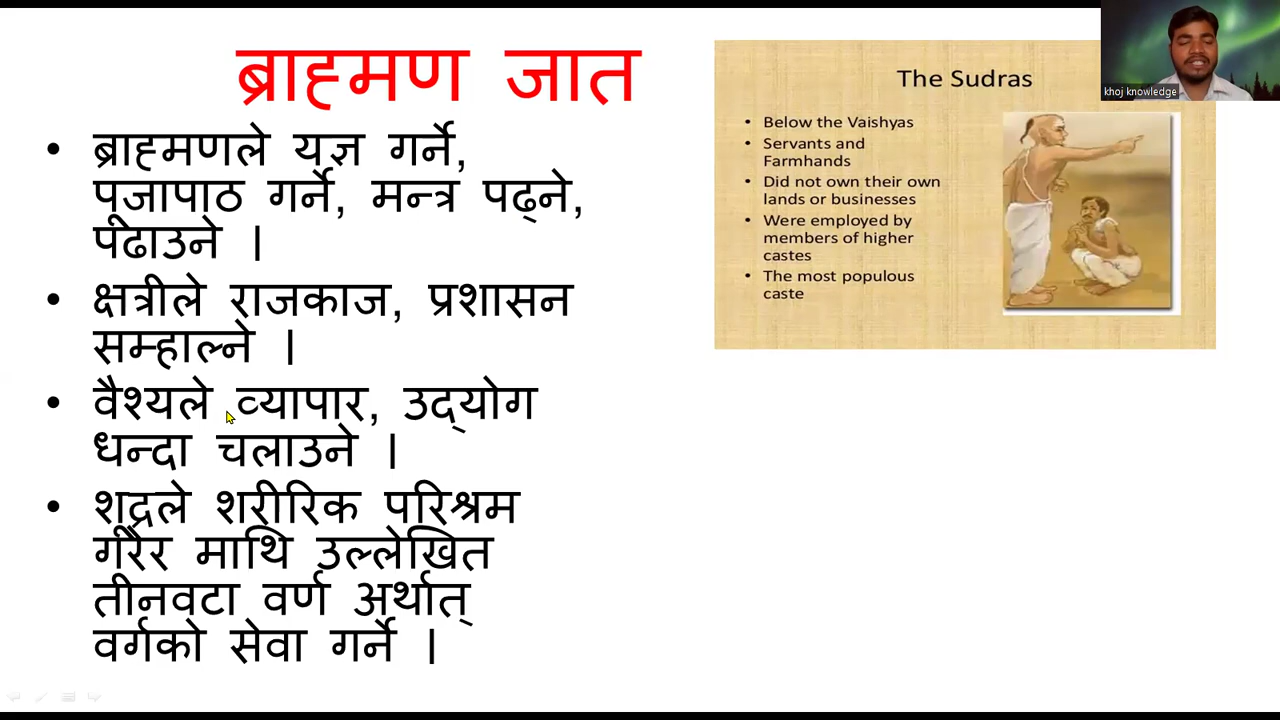 ब्राह्मण जात
• ब्राह्मणले यज्ञ गर्ने,
पूजापाठ गर्ने, मन्त्र पढ्ने,
पढाउने ।
• क्षत्रीले राजकाज, प्रशासन
सम्हाल्ने ।
• वैश्यले व्यापार, उद्‌योग
धन्दा चलाउने ।
• शुद्रले शरीरिक परिश्रम
गरेर माथि उल्लेखित
तीनवटा वर्ण अर्थात्
वर्गको सेवा गर्ने ।
The Sudras
• Below the Vaishyas
• Servants and
Farmhands
• Did not own their own
lands or businesses
• Were employed by
members of higher
castes
• The most populous
caste
khoj knowledge